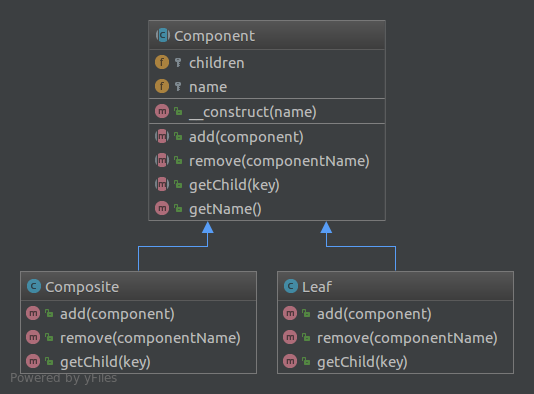 Component
children
name
__construct(name)
add(component)
remove(componentName)
getChild(key)
getName()
Composite
add(component)
remove(componentName)
getChild(key)
Leaf
add(component)
remove(componentName)
getChild(key)
Powered by yFiles